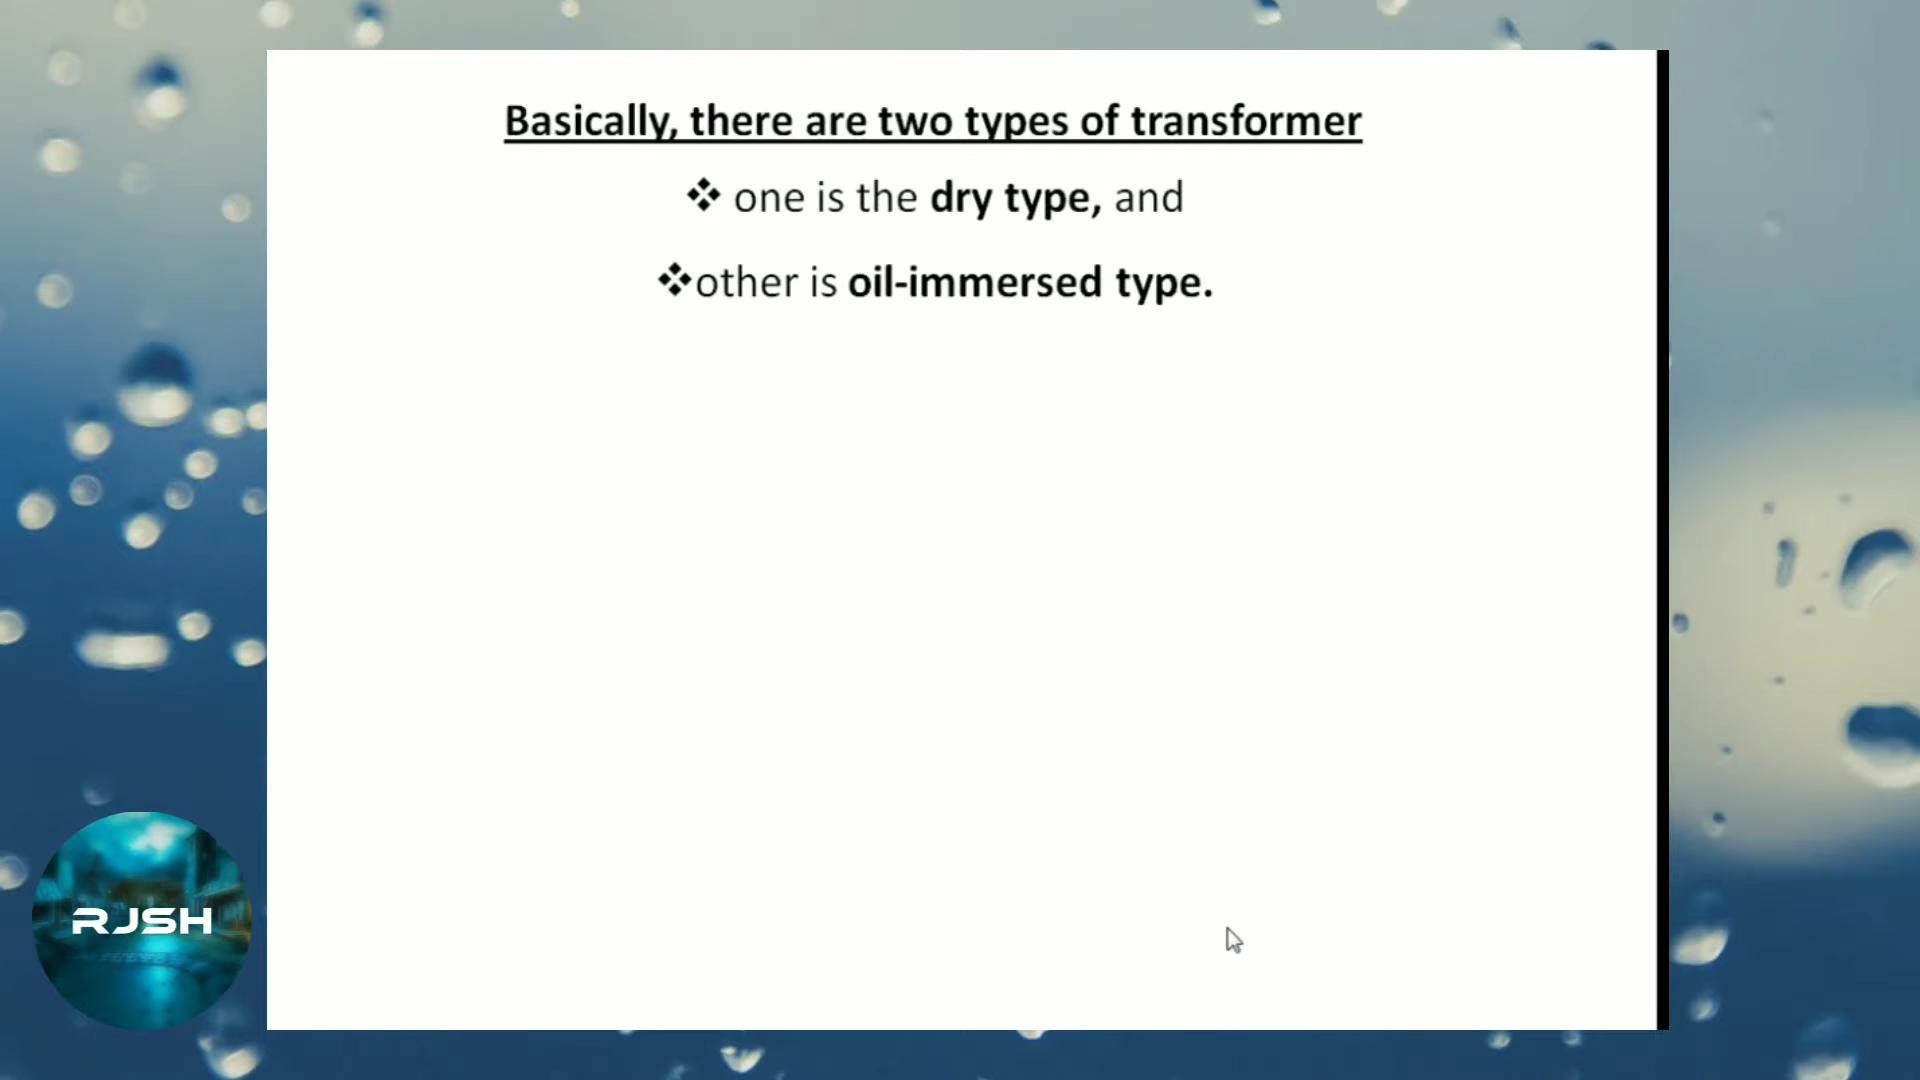 Basically, there are two types of transformer
❖ one is the dry type, and
❖other is oil-immersed type.
RJSH